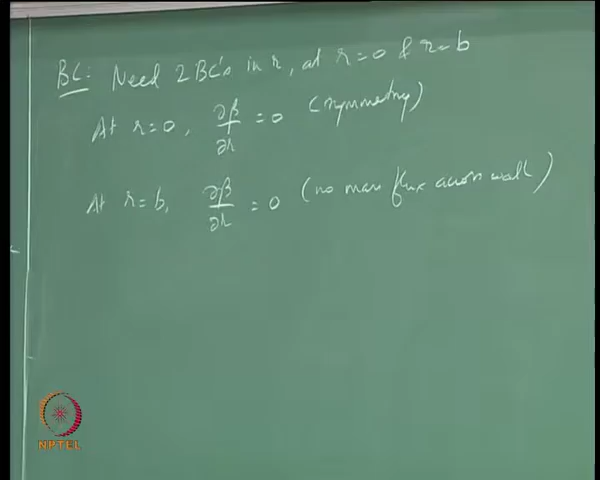 BC: Need 2 BC's in r, at r=0 & r=b
At r=0, ∂β/∂r = 0 (symmetry)
At r=b, ∂β/∂r = 0 (no mass flux across wall)
NPTEL